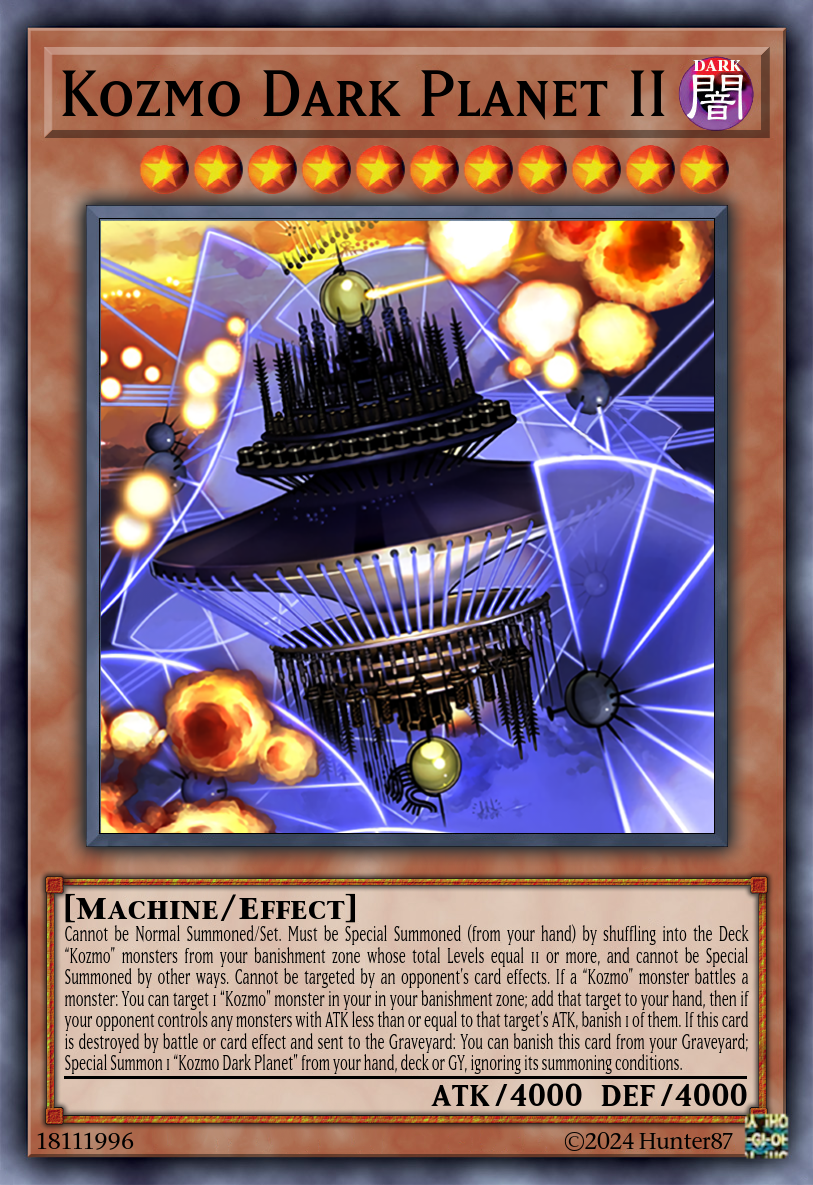 Kozmo Dark Planet II
DARK
闇
[Machine/Effect]
Cannot be Normal Summoned/Set. Must be Special Summoned (from your hand) by shuffling into the Deck
“Kozmo” monsters from your banishment zone whose total Levels equal 11 or more, and cannot be Special
Summoned by other ways. Cannot be targeted by an opponent’s card effects. If a “Kozmo” monster battles a
monster: You can target 1 “Kozmo” monster in your in your banishment zone; add that target to your hand, then if
your opponent controls any monsters with ATK less than or equal to that target’s ATK, banish 1 of them. If this card
is destroyed by battle or card effect and sent to the Graveyard: You can banish this card from your Graveyard;
Special Summon 1 “Kozmo Dark Planet” from your hand, deck or GY, ignoring its summoning conditions.
ATK/4000 DEF/4000
18111996
©2024 Hunter87